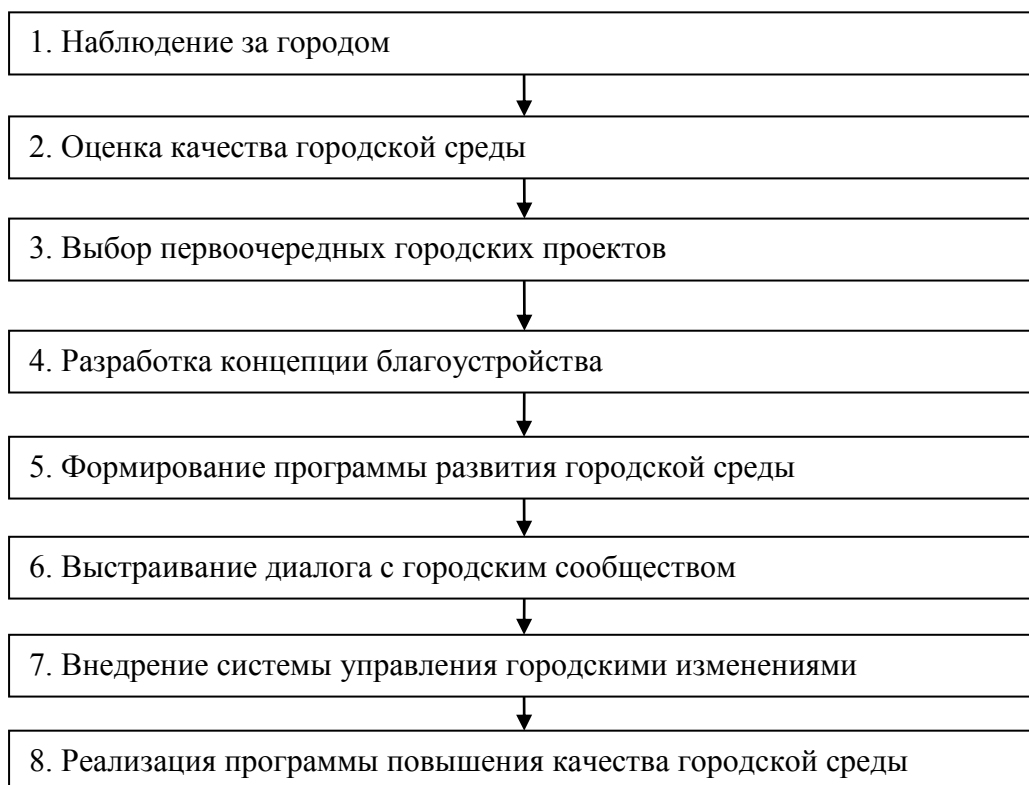 1. Наблюдение за городом
2. Оценка качества городской среды
3. Выбор первоочередных городских проектов
4. Разработка концепции благоустройства
5. Формирование программы развития городской среды
6. Выстраивание диалога с городским сообществом
7. Внедрение системы управления городскими изменениями
8. Реализация программы повышения качества городской среды